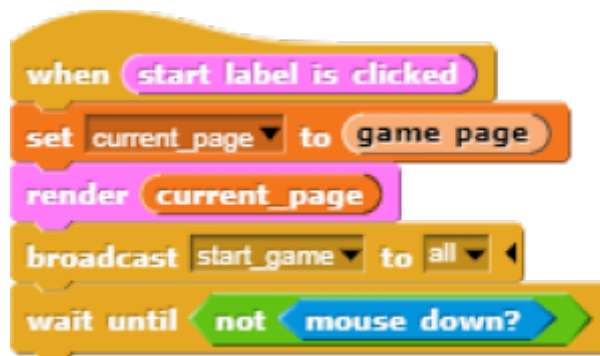 when start label is clicked
set current_page to game page
render current_page
broadcast start_game to all
wait until not mouse down?